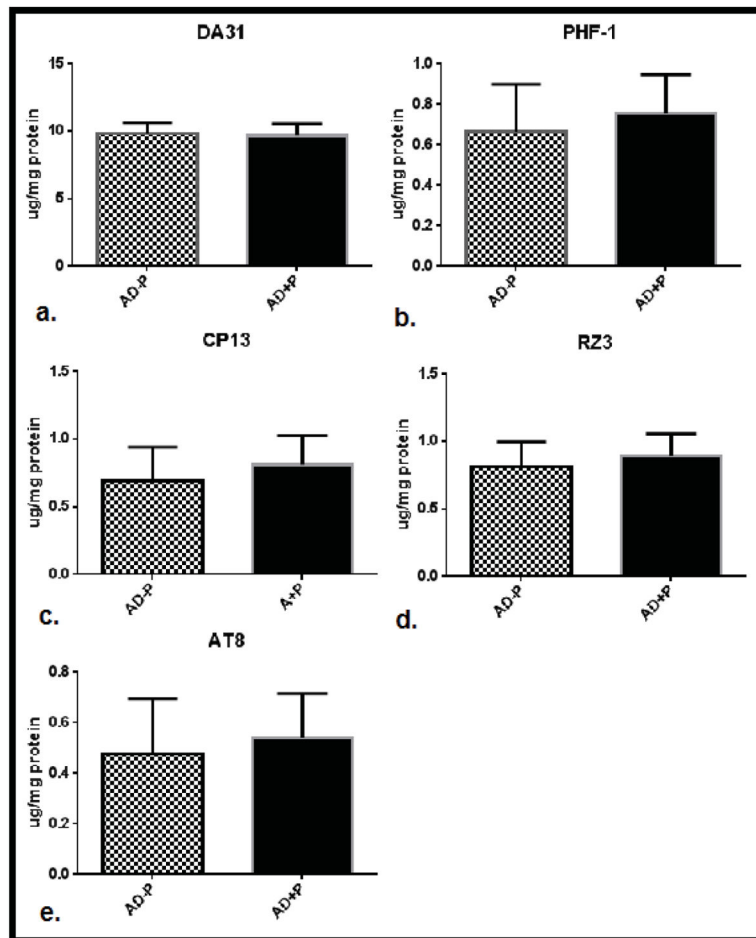 DA31
ug/mg protein
15
10
5
0
AD-P
AD+P
a.
PHF-1
ug/mg protein
1.0
0.8
0.6
0.4
0.2
0.0
AD-P
AD+P
b.
CP13
ug/mg protein
1.5
1.0
0.5
0.0
AD-P
A+P
c.
RZ3
ug/mg protein
1.5
1.0
0.5
0.0
AD-P
AD+P
d.
AT8
ug/mg protein
0.8
0.6
0.4
0.2
0.0
AD-P
AD+P
e.